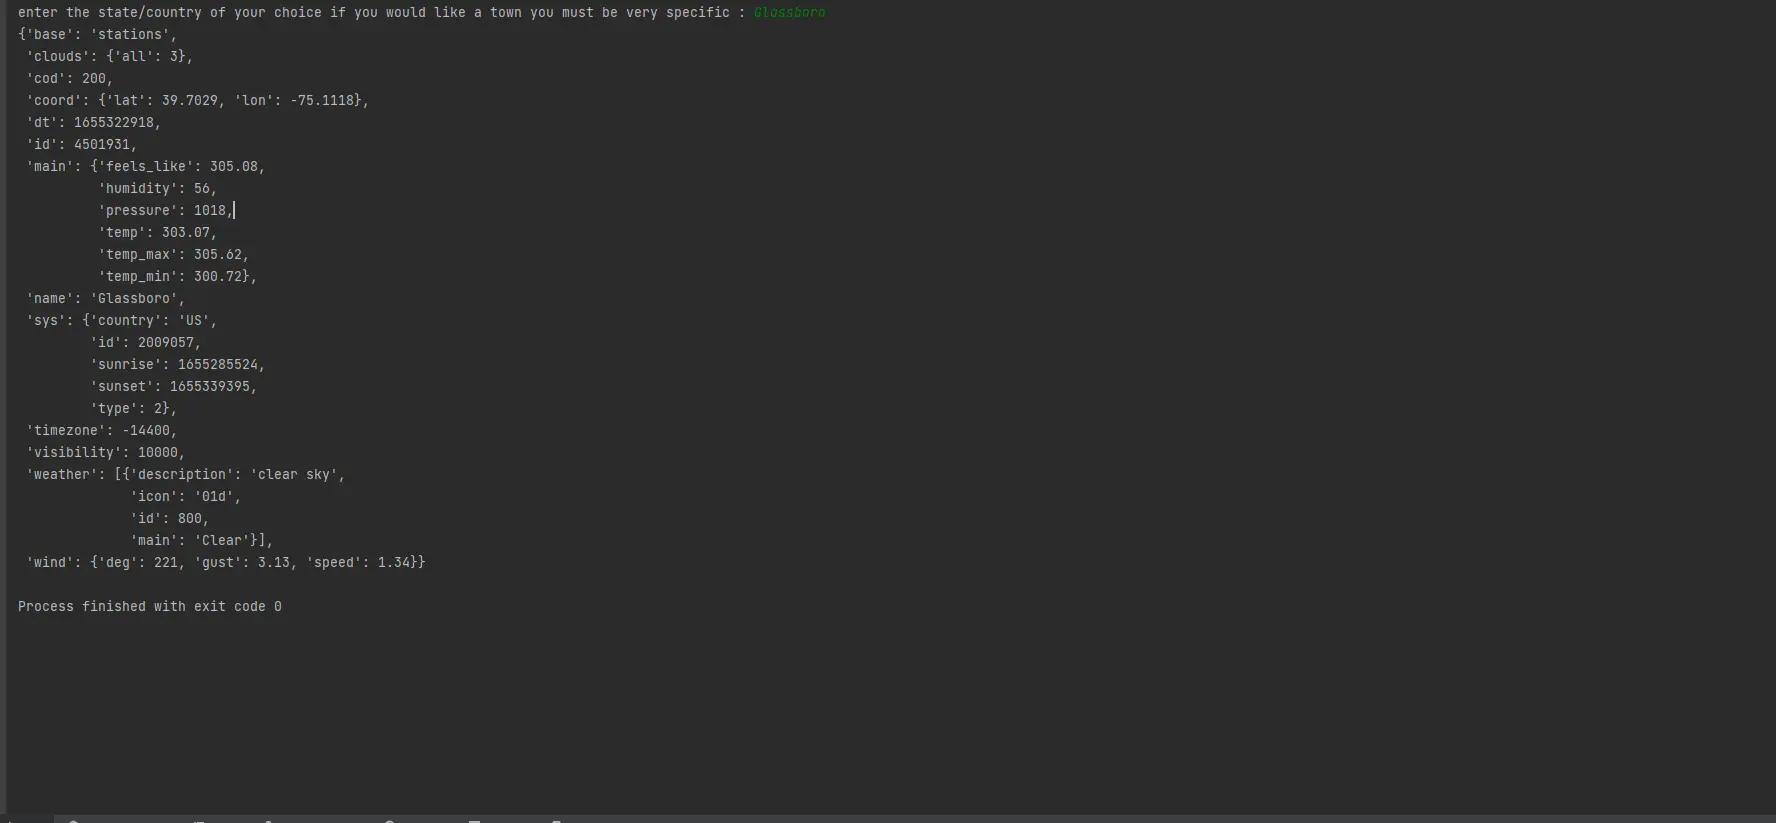 enter the state/country of your choice if you would like a town you must be very specific : Glassboro
{'base': 'stations',
 'clouds': {'all': 3},
 'cod': 200,
 'coord': {'lat': 39.7029, 'lon': -75.1118},
 'dt': 1655322918,
 'id': 4501931,
 'main': {'feels_like': 305.08,
          'humidity': 56,
          'pressure': 1018,
          'temp': 303.07,
          'temp_max': 305.62,
          'temp_min': 300.72},
 'name': 'Glassboro',
 'sys': {'country': 'US',
         'id': 2009057,
         'sunrise': 1655285524,
         'sunset': 1655339395,
         'type': 2},
 'timezone': -14400,
 'visibility': 10000,
 'weather': [{'description': 'clear sky',
              'icon': '01d',
              'id': 800,
              'main': 'Clear'}],
 'wind': {'deg': 221, 'gust': 3.13, 'speed': 1.34}}
Process finished with exit code 0